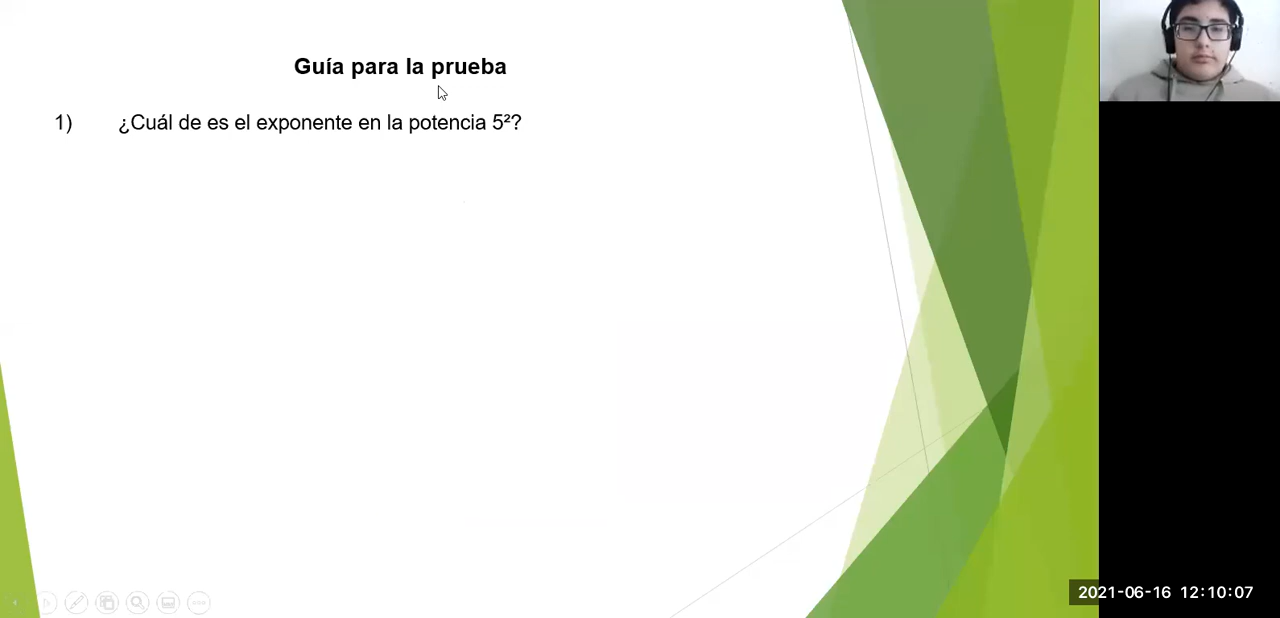 Guía para la prueba
1) ¿Cuál de es el exponente en la potencia 5²?
2021-06-16 12:10:07